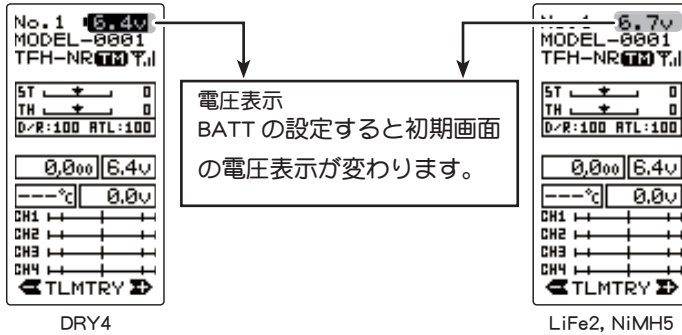 No.1 6.4v
MODEL-0001
TFH-NR TM
ST 0
TH 0
D/R:100 ATL:100
0,000 6.4v
---℃ 0.0v
CH1
CH2
CH3
CH4
TLMTRY
DRY4
電圧表示
BATT の設定すると初期画面
の電圧表示が変わります。
6.7v
MODEL-0001
TFH-NR TM
ST 0
TH 0
D/R:100 ATL:100
0,000 6.4v
---℃ 0.0v
CH1
CH2
CH3
CH4
TLMTRY
LiFe2, NiMH5